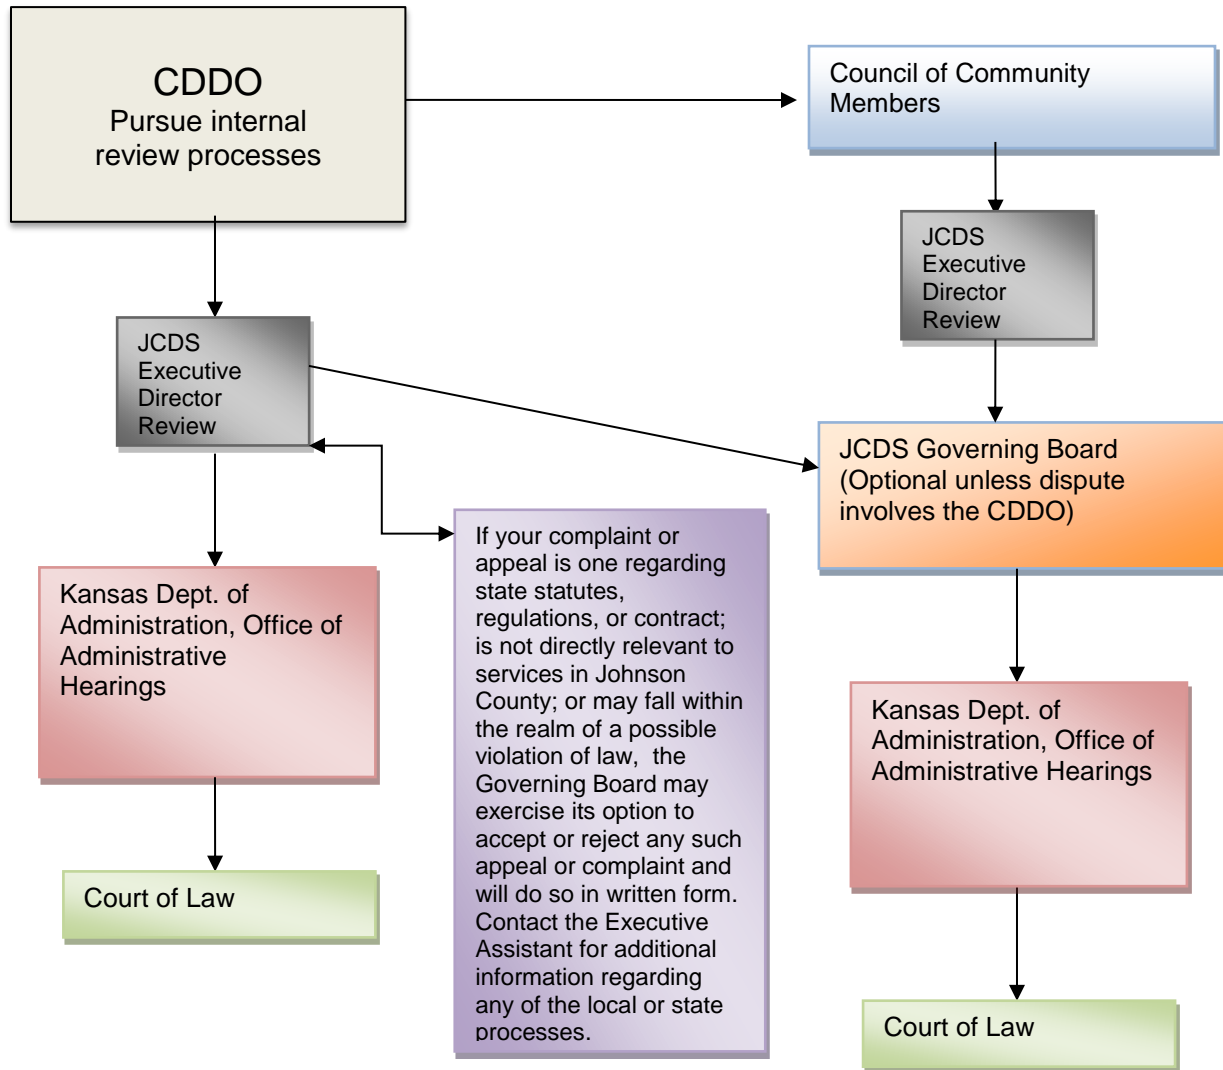 CDDO
Pursue internal
review processes
Council of Community
Members
JCDS
Executive
Director
Review
JCDS
Executive
Director
Review
JCDS Governing Board
(Optional unless dispute
involves the CDDO)
If your complaint or
appeal is one regarding
state statutes,
regulations, or contract;
is not directly relevant to
services in Johnson
County; or may fall within
the realm of a possible
violation of law, the
Governing Board may
exercise its option to
accept or reject any such
appeal or complaint and
will do so in written form.
Contact the Executive
Assistant for additional
information regarding
any of the local or state
processes.
Kansas Dept. of
Administration, Office of
Administrative
Hearings
Kansas Dept. of
Administration, Office of
Administrative Hearings
Court of Law
Court of Law